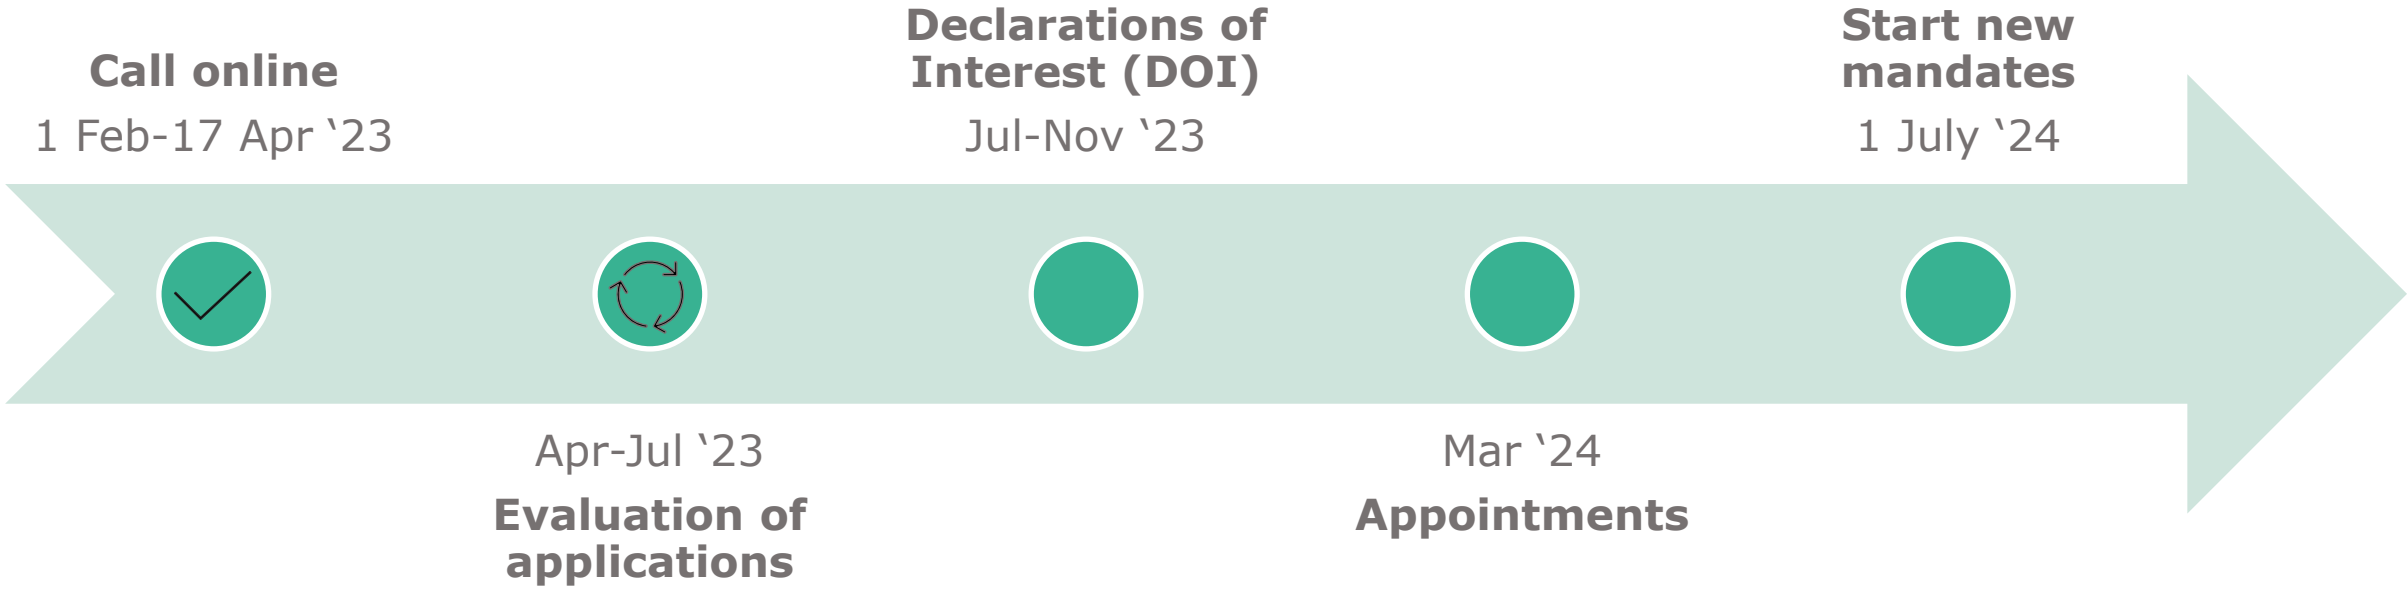 Call online
1 Feb-17 Apr ‘23
Apr-Jul ‘23
Evaluation of
applications
Declarations of
Interest (DOI)
Jul-Nov ‘23
Mar ‘24
Appointments
Start new
mandates
1 July ‘24